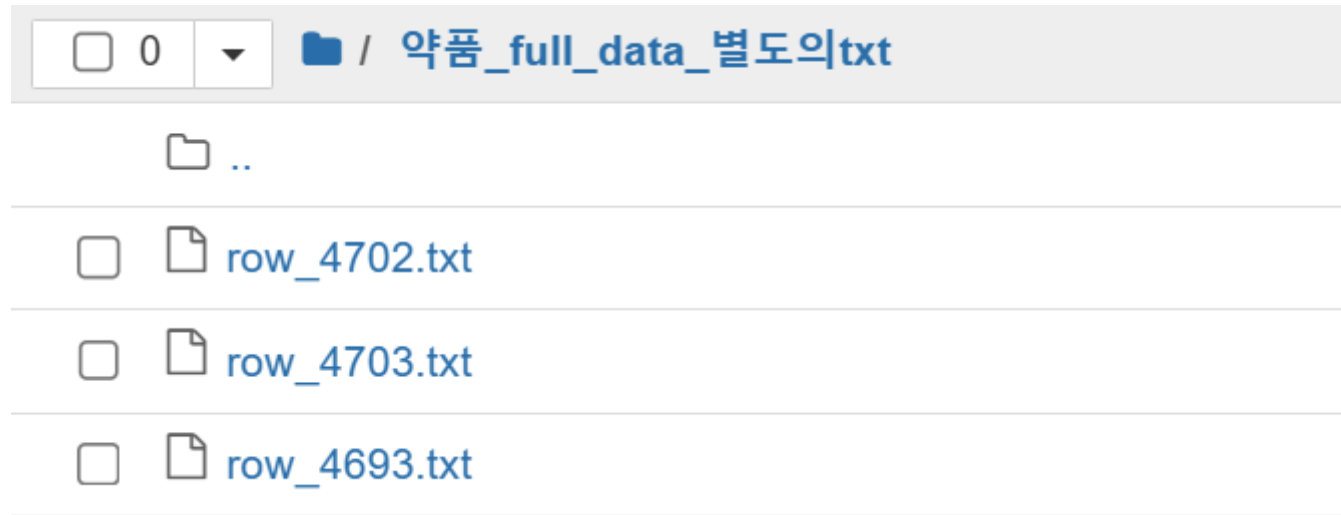 0 / 약품_full_data_별도의txt
..
row_4702.txt
row_4703.txt
row_4693.txt